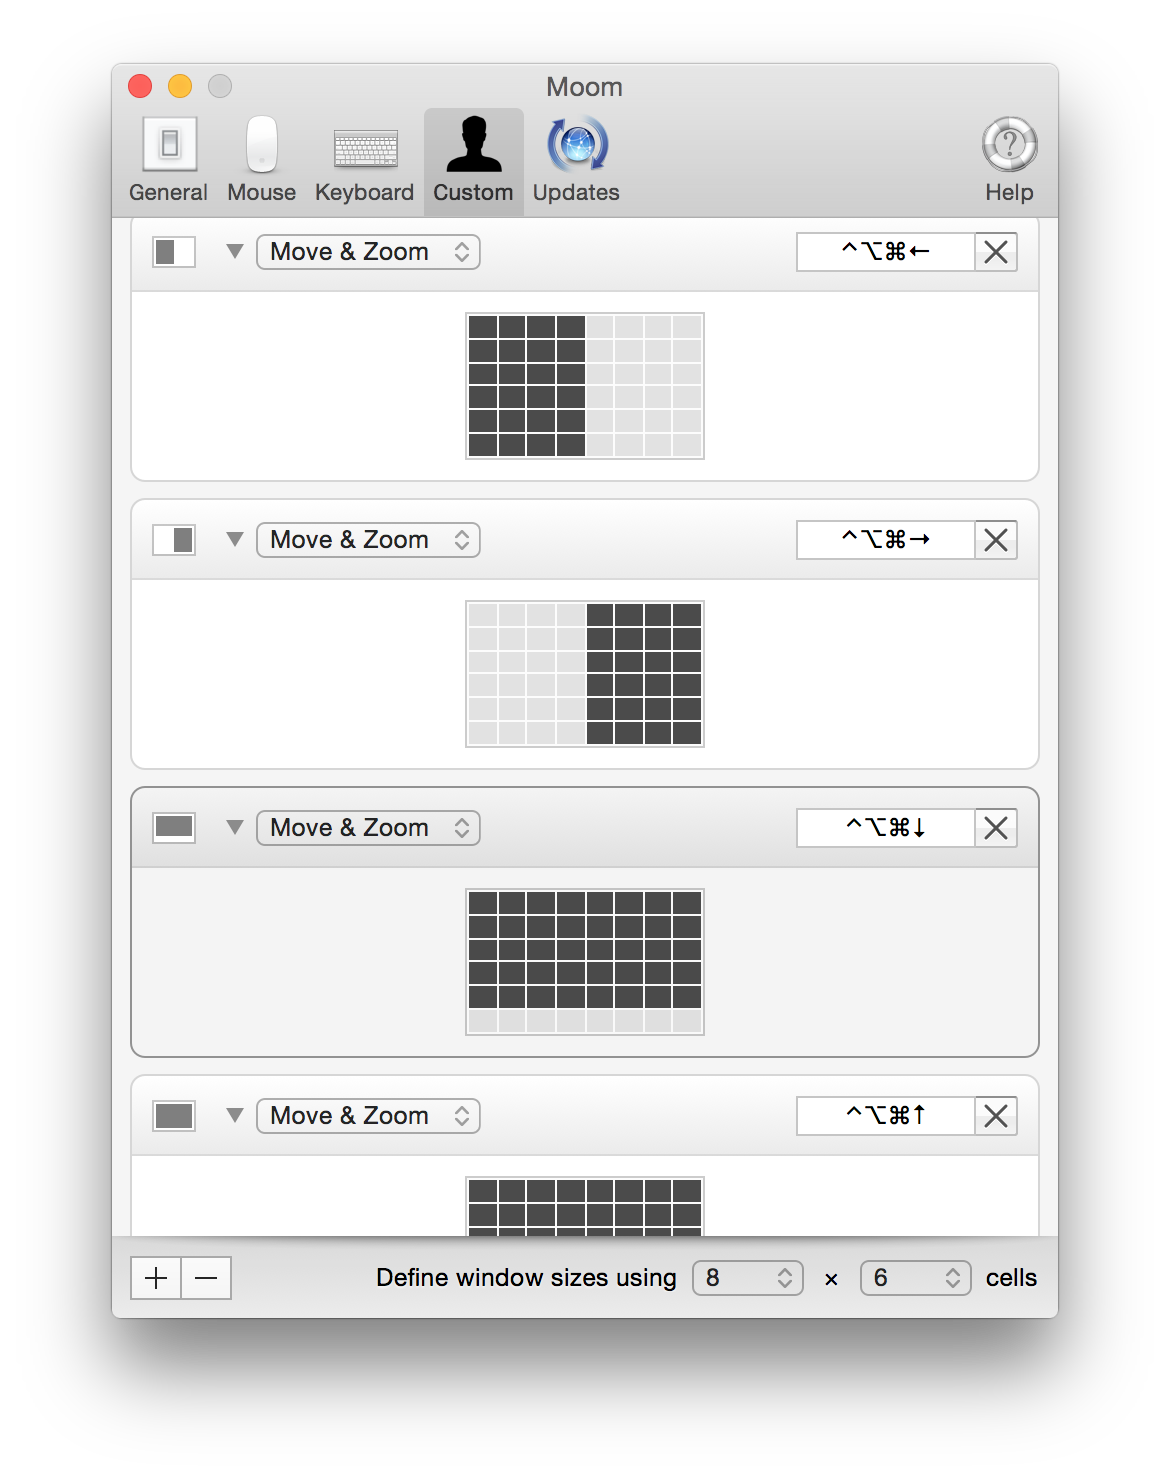 Moom
General Mouse Keyboard Custom Updates Help
Move & Zoom ^⌥⌘←
Move & Zoom ^⌥⌘→
Move & Zoom ^⌥⌘↓
Move & Zoom ^⌥⌘↑
Define window sizes using 8 × 6 cells